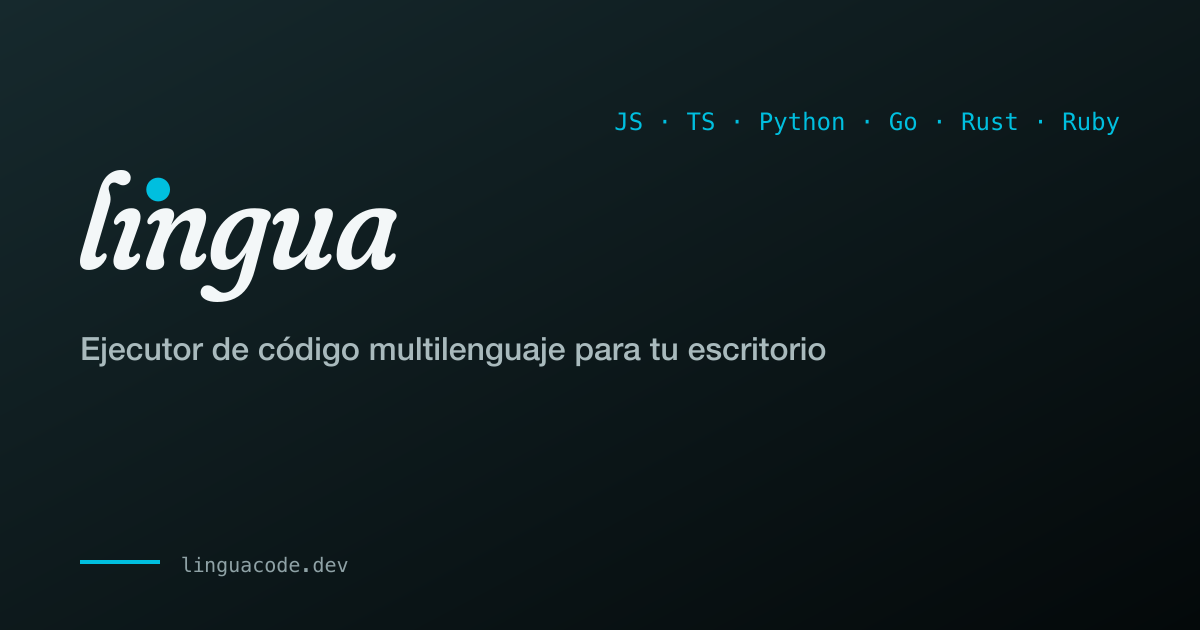 JS · TS · Python · Go · Rust · Ruby
lingua
Ejecutor de código multilenguaje para tu escritorio
linguacode.dev